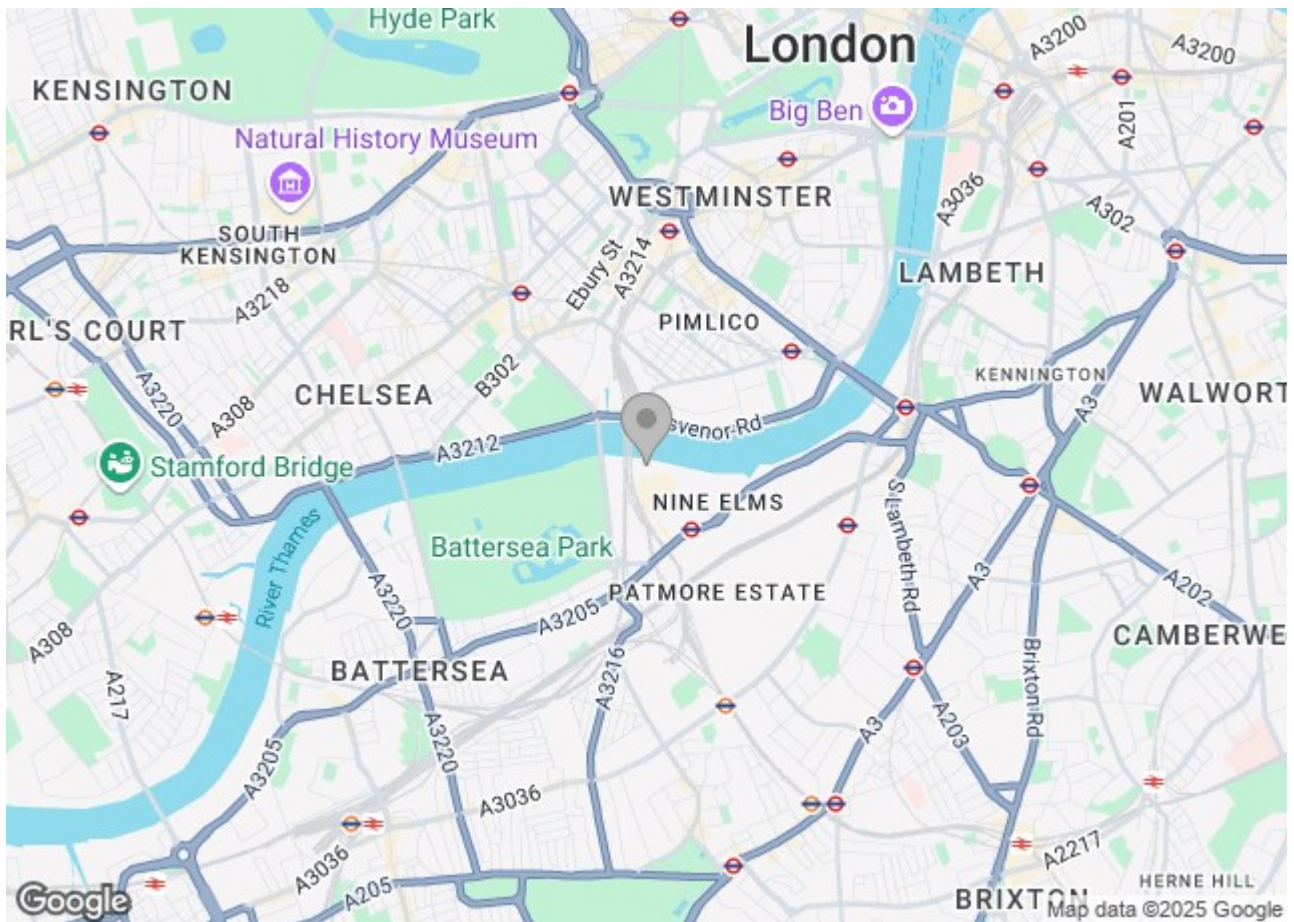 Hyde Park
London
A3200
A3200
KENSINGTON
Big Ben
A201
Natural History Museum
WESTMINSTER
A3036
A302
SOUTH
KENSINGTON
Ebury St
A3214
LAMBETH
A3218
RL'S COURT
PIMLICO
B302
KENNINGTON
CHELSEA
WALWORT
A3220
A308
A3
svenor Rd
A3212
Stamford Bridge
NINE ELMS
S Lambeth Rd
Battersea Park
River Thames
A3220
A3205
PATMORE ESTATE
A3
A202
A308
CAMBERWE
BATTERSEA
A3216
Brixton Rd
A217
A3220
A3
A203
A3205
A3036
A3036
A2217
A205
BRIXTON
HERNE HILL
Google
Map data ©2025 Google